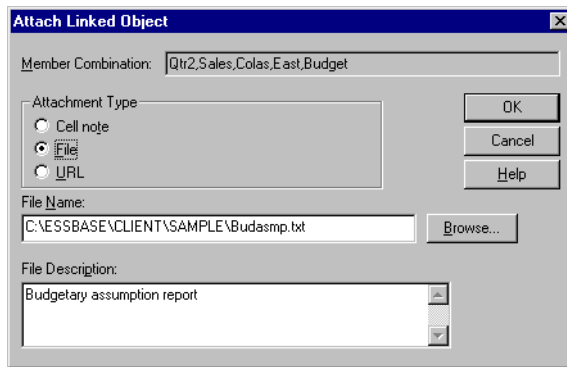 Attach Linked Object
Member Combination: Qtr2,Sales,Colas,East,Budget
Attachment Type
Cell note
File
URL
OK
Cancel
Help
File Name:
C:\ESSBASE\CLIENT\SAMPLE\Budasmp.txt
Browse...
File Description:
Budgetary assumption report